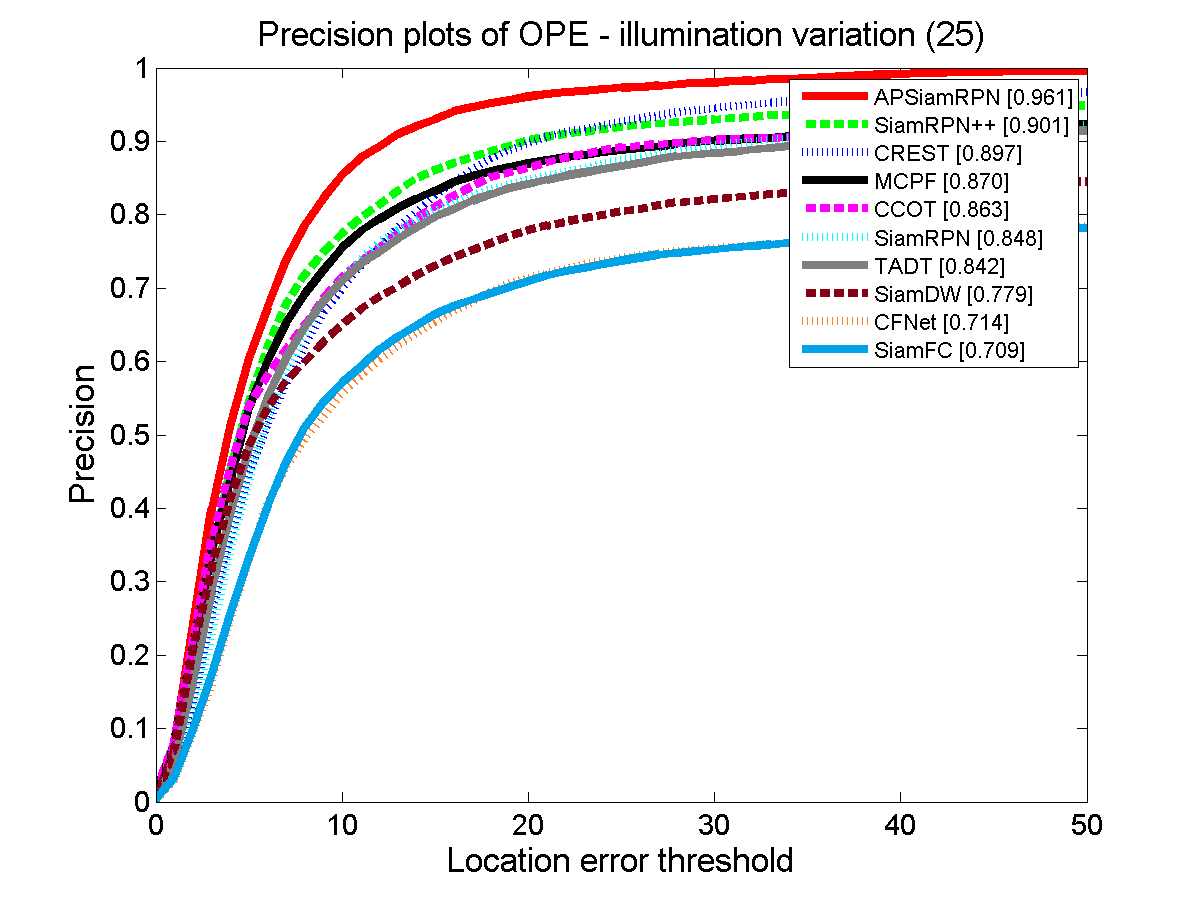 Precision plots of OPE - illumination variation (25)
1
0.9
0.8
0.7
0.6
0.5
0.4
0.3
0.2
0.1
0
Precision
APSiamRPN [0.961]
SiamRPN++ [0.901]
CREST [0.897]
MCPF [0.870]
CCOT [0.863]
SiamRPN [0.848]
TADT [0.842]
SiamDW [0.779]
CFNet [0.714]
SiamFC [0.709]
0 10 20 30 40 50
Location error threshold